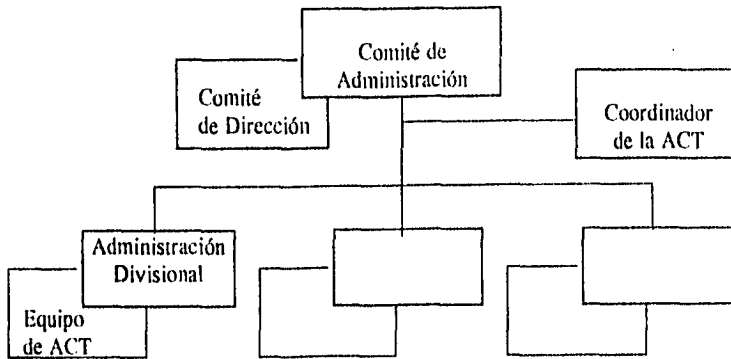 Comité de
Administración
Comité
de Dirección
Coordinador
de la ACT
Administración
Divisional
Equipo
de ACT